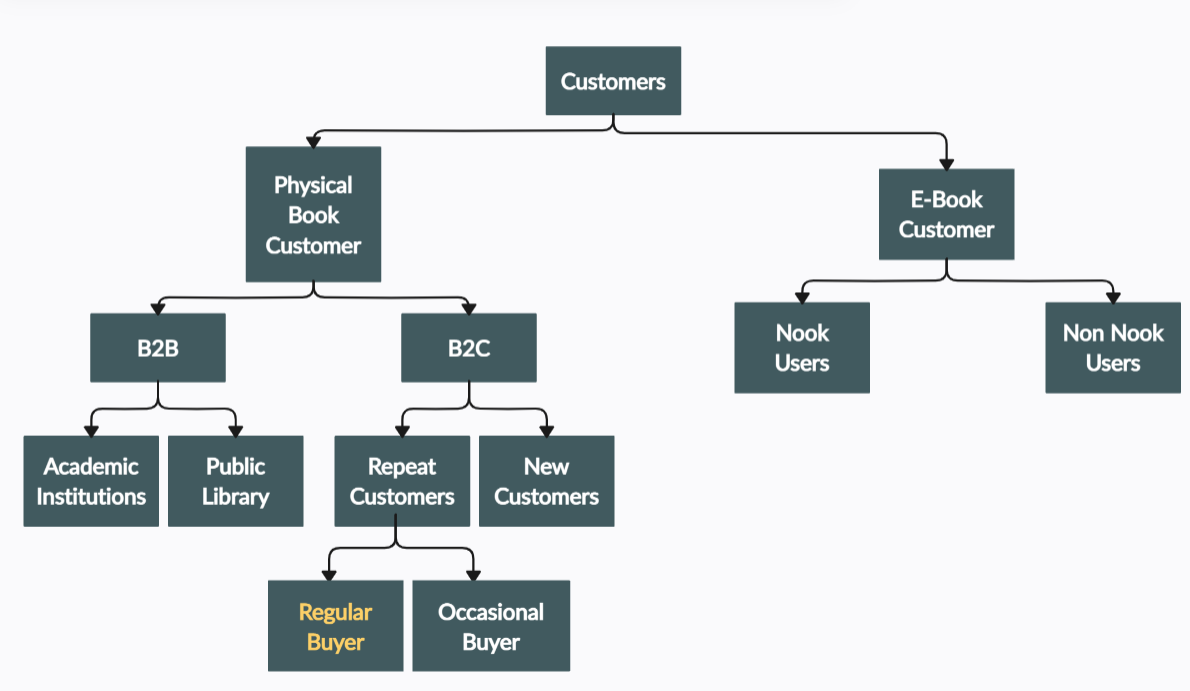 Customers
Physical
Book
Customer
E-Book
Customer
B2B
B2C
Nook
Users
Non Nook
Users
Academic
Institutions
Public
Library
Repeat
Customers
New
Customers
Regular
Buyer
Occasional
Buyer